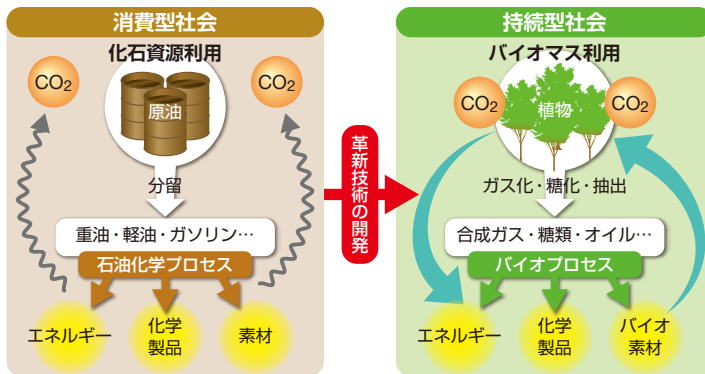 消費型社会
化石資源利用
CO2
CO2
原油
分留
重油・軽油・ガソリン…
石油化学プロセス
エネルギー
化学
製品
素材
革新技術の開発
持続型社会
バイオマス利用
CO2
CO2
植物
ガス化・糖化・抽出
合成ガス・糖類・オイル…
バイオプロセス
エネルギー
化学
製品
バイオ
素材